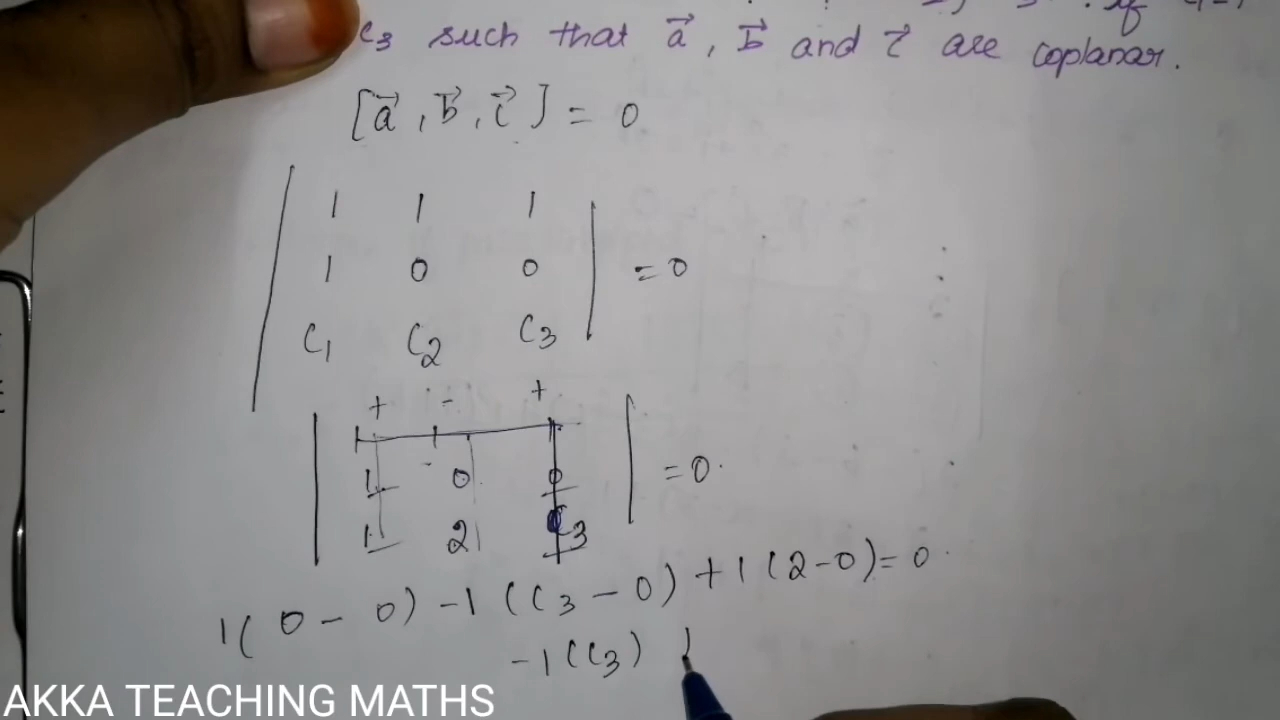 if
c₃ such that a⃗, b⃗ and c⃗ are coplanar.
[a⃗, b⃗, c⃗] = 0
| 1 1 1
1 0 0 | = 0
C₁ C₂ C₃
+ - +
| 1 1 1
1 0 0 | = 0.
1 2 C₃
1(0 - 0) - 1(C₃ - 0) + 1(2 - 0) = 0.
-1(C₃)
AKKA TEACHING MATHS